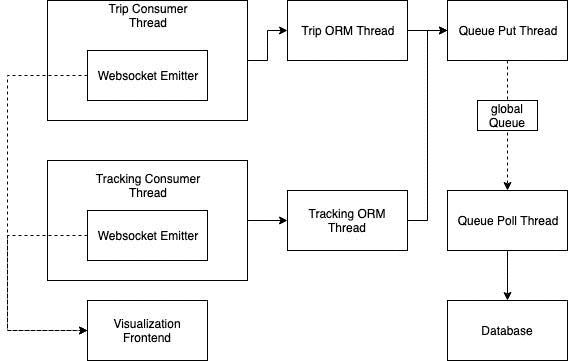 Trip Consumer
Thread
Websocket Emitter
Trip ORM Thread
Queue Put Thread
global
Queue
Tracking Consumer
Thread
Websocket Emitter
Tracking ORM
Thread
Queue Poll Thread
Visualization
Frontend
Database